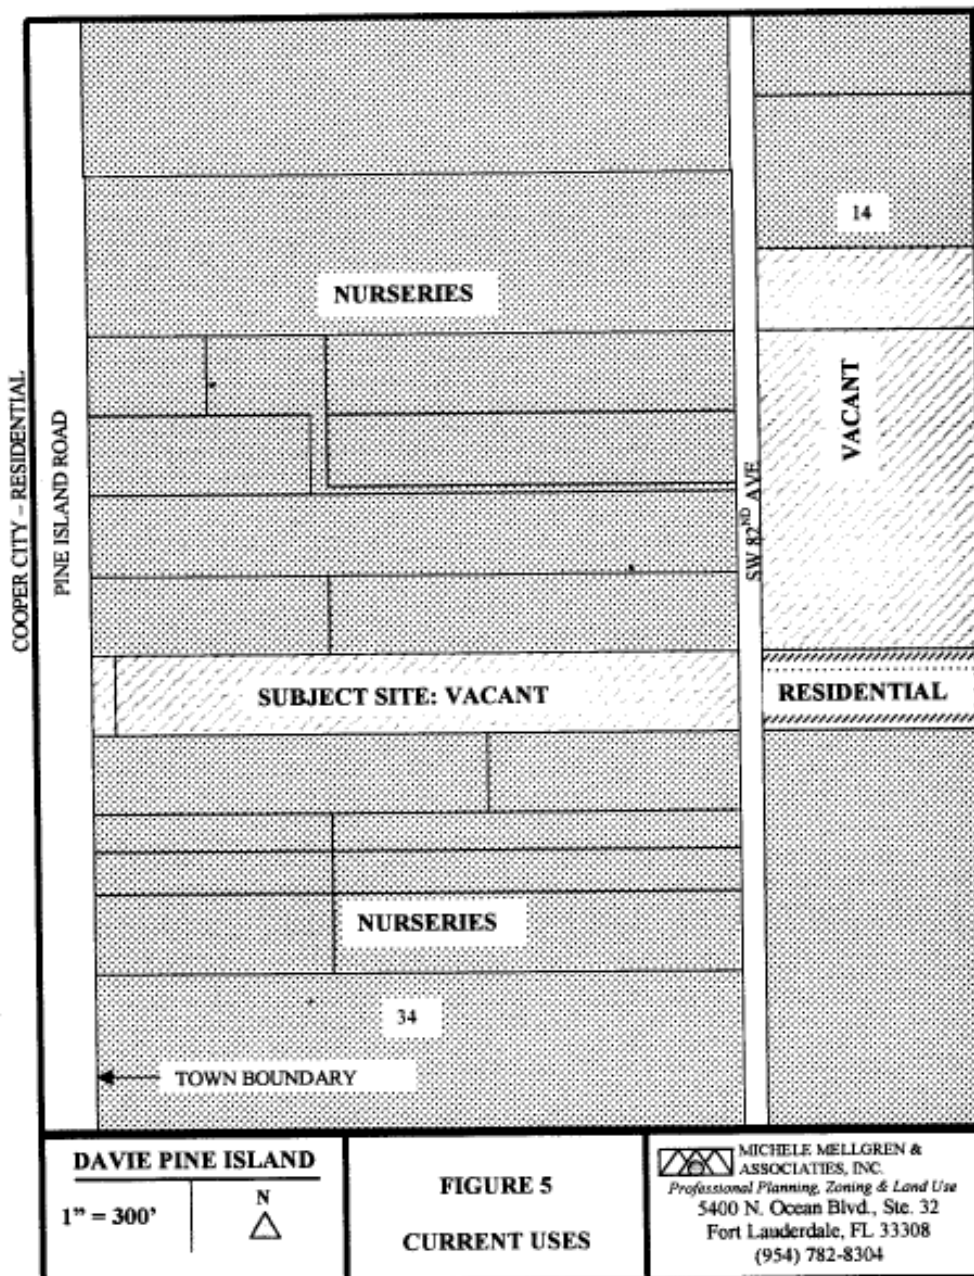 14
NURSERIES
VACANT
COOPER CITY – RESIDENTIAL
PINE ISLAND ROAD
SW 82ND AVE
SUBJECT SITE: VACANT
RESIDENTIAL
NURSERIES
34
TOWN BOUNDARY
DAVIE PINE ISLAND
1” = 300’
N
FIGURE 5
CURRENT USES
MICHELE MELLGREN &
ASSOCIATIES, INC.
Professional Planning, Zoning & Land Use
5400 N. Ocean Blvd., Ste. 32
Fort Lauderdale, FL 33308
(954) 782-8304